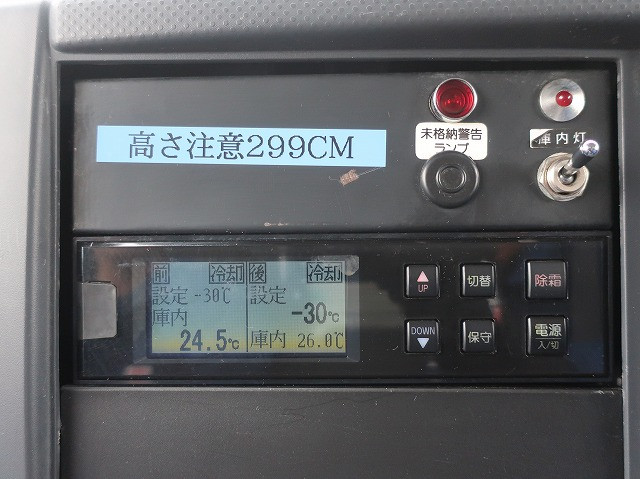 高さ注意299CM
未格納警告
ランプ
庫内灯
前 冷却 後 冷却
設定 -30℃ 設定
-30℃
庫内
24.5℃ 庫内 26.0℃
UP 切替 除霜
DOWN 保守 電源
入/切